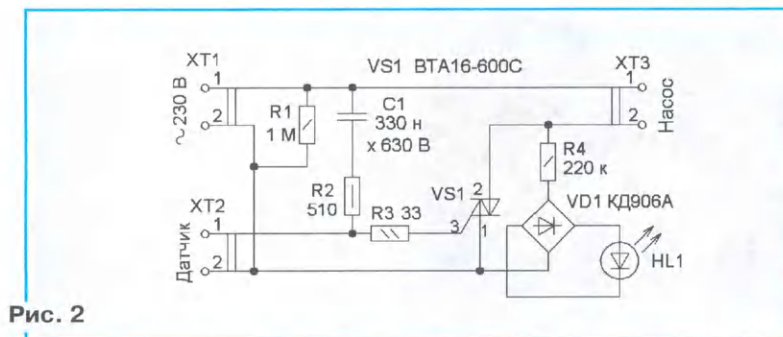 XT1
1
2
~ 230 В
R1
1 М
C1
330 н
х 630 В
VS1 BTA16-600C
XT3
1
2
Насос
R4
220 к
R2
510
VS1
2
3
1
VD1 КД906А
HL1
XT2
1
2
Датчик
R3 33
Рис. 2